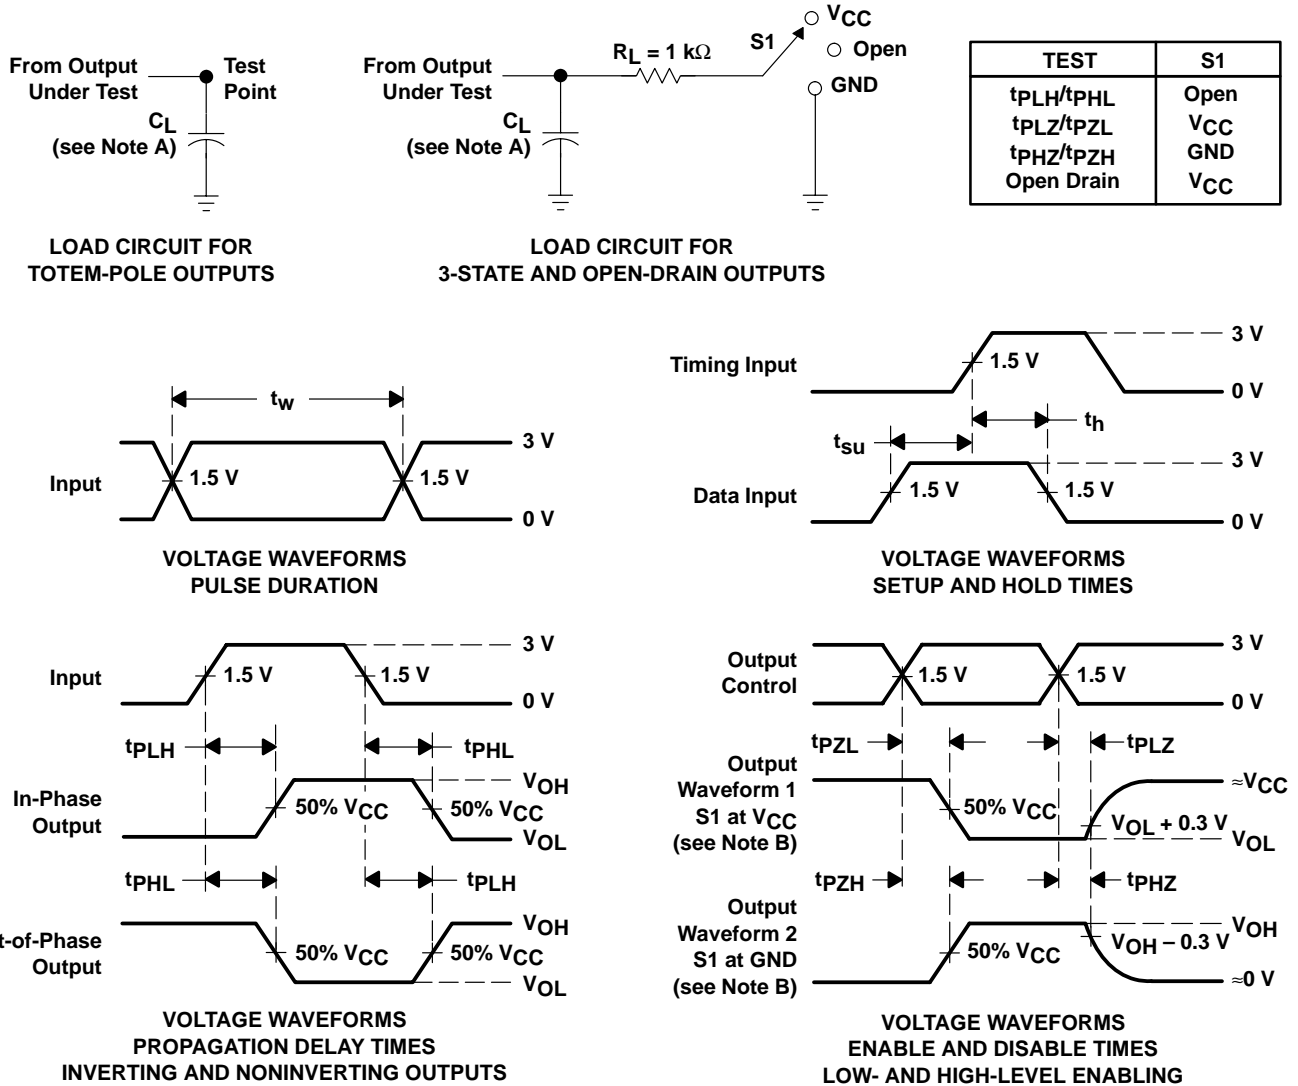 From Output
Under Test
Test
Point
CL
(see Note A)
LOAD CIRCUIT FOR
TOTEM-POLE OUTPUTS
From Output
Under Test
RL = 1 kΩ
S1
VCC
Open
GND
CL
(see Note A)
LOAD CIRCUIT FOR
3-STATE AND OPEN-DRAIN OUTPUTS
TEST S1
tPLH/tPHL Open
tPLZ/tPZL VCC
tPHZ/tPZH GND
Open Drain VCC
tw
Input
1.5 V
1.5 V
3 V
0 V
VOLTAGE WAVEFORMS
PULSE DURATION
Timing Input
1.5 V
3 V
0 V
tsu
th
Data Input
1.5 V
1.5 V
3 V
0 V
VOLTAGE WAVEFORMS
SETUP AND HOLD TIMES
Input
1.5 V
1.5 V
3 V
0 V
tPLH
tPHL
In-Phase
Output
50% VCC
50% VCC
VOH
VOL
tPHL
tPLH
t-of-Phase
Output
50% VCC
50% VCC
VOH
VOL
VOLTAGE WAVEFORMS
PROPAGATION DELAY TIMES
INVERTING AND NONINVERTING OUTPUTS
Output
Control
1.5 V
1.5 V
3 V
0 V
tPZL
tPLZ
Output
Waveform 1
S1 at VCC
(see Note B)
50% VCC
VOL + 0.3 V
≈VCC
VOL
tPZH
tPHZ
Output
Waveform 2
S1 at GND
(see Note B)
50% VCC
VOH – 0.3 V
VOH
≈0 V
VOLTAGE WAVEFORMS
ENABLE AND DISABLE TIMES
LOW- AND HIGH-LEVEL ENABLING